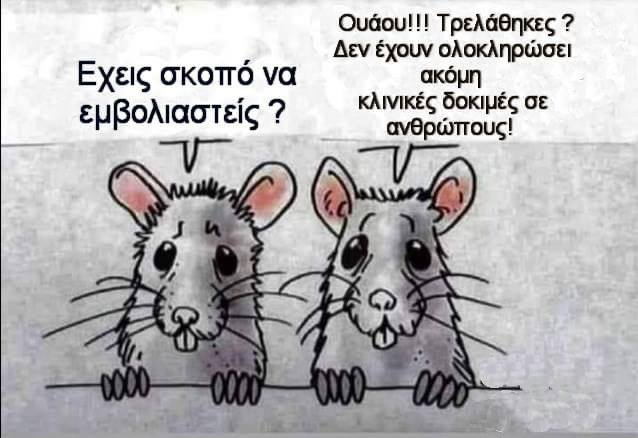 Εχεις σκοπό να
εμβολιαστείς ?
Ουάου!!! Τρελάθηκες ?
Δεν έχουν ολοκληρώσει
ακόμη
κλινικές δοκιμές σε
ανθρώπους!